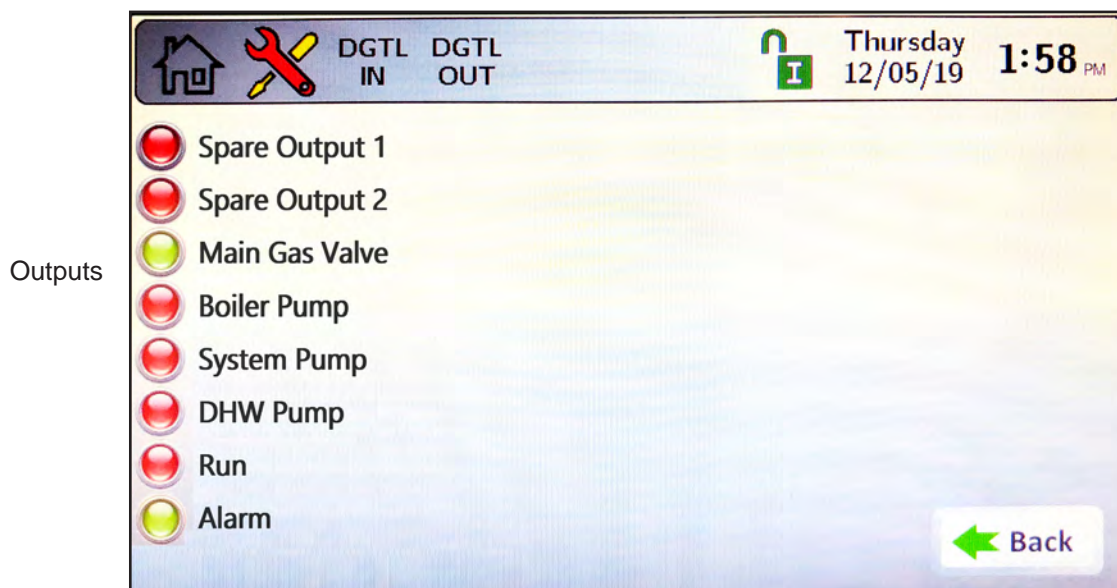 DGTL IN
DGTL OUT
I
Thursday
12/05/19
1:58 PM
Outputs
Spare Output 1
Spare Output 2
Main Gas Valve
Boiler Pump
System Pump
DHW Pump
Run
Alarm
Back